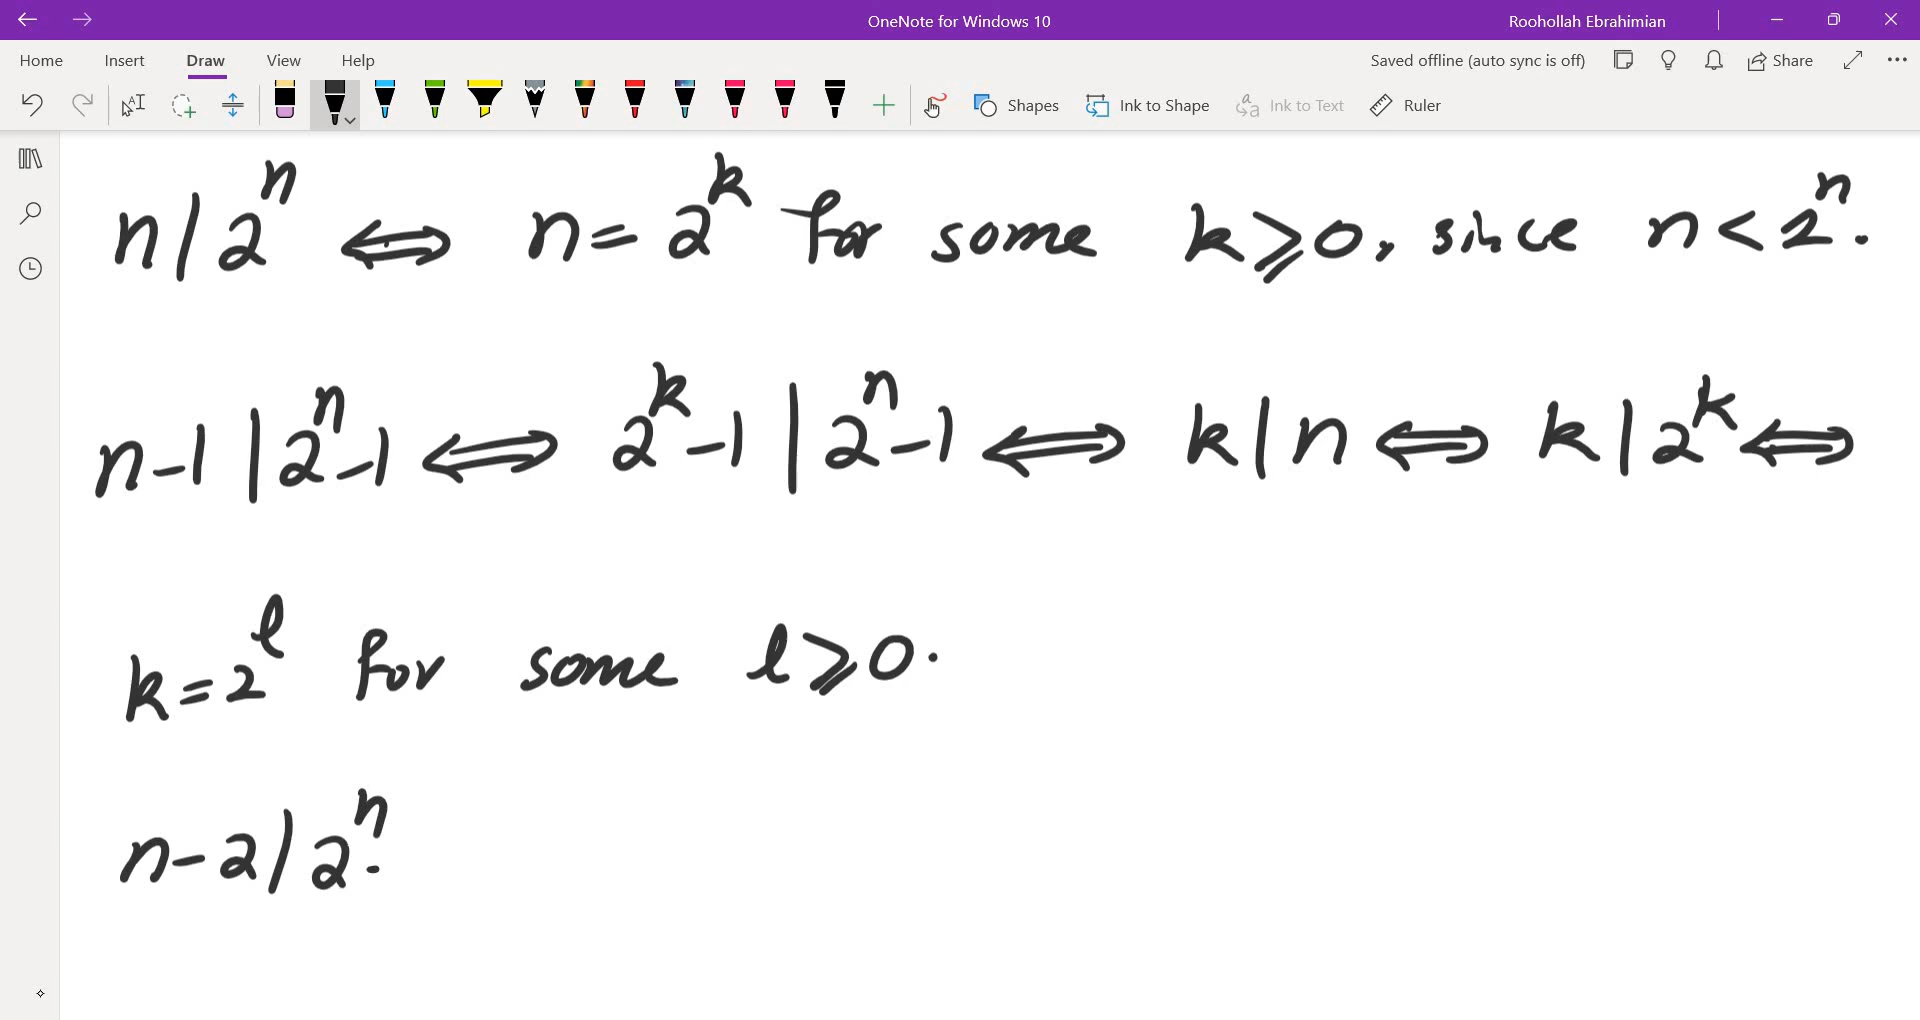 OneNote for Windows 10 Roohollah Ebrahimian
Home Insert Draw View Help Saved offline (auto sync is off) Share
Shapes Ink to Shape Ink to Text Ruler
n | 2^n ⟺ n = 2^k for some k ⩾ 0, since n < 2^n.
n-1 | 2^n-1 ⟺ 2^k-1 | 2^n-1 ⟺ k | n ⟺ k | 2^k ⟺
k = 2^l for some l ⩾ 0.
n-2 | 2^n-